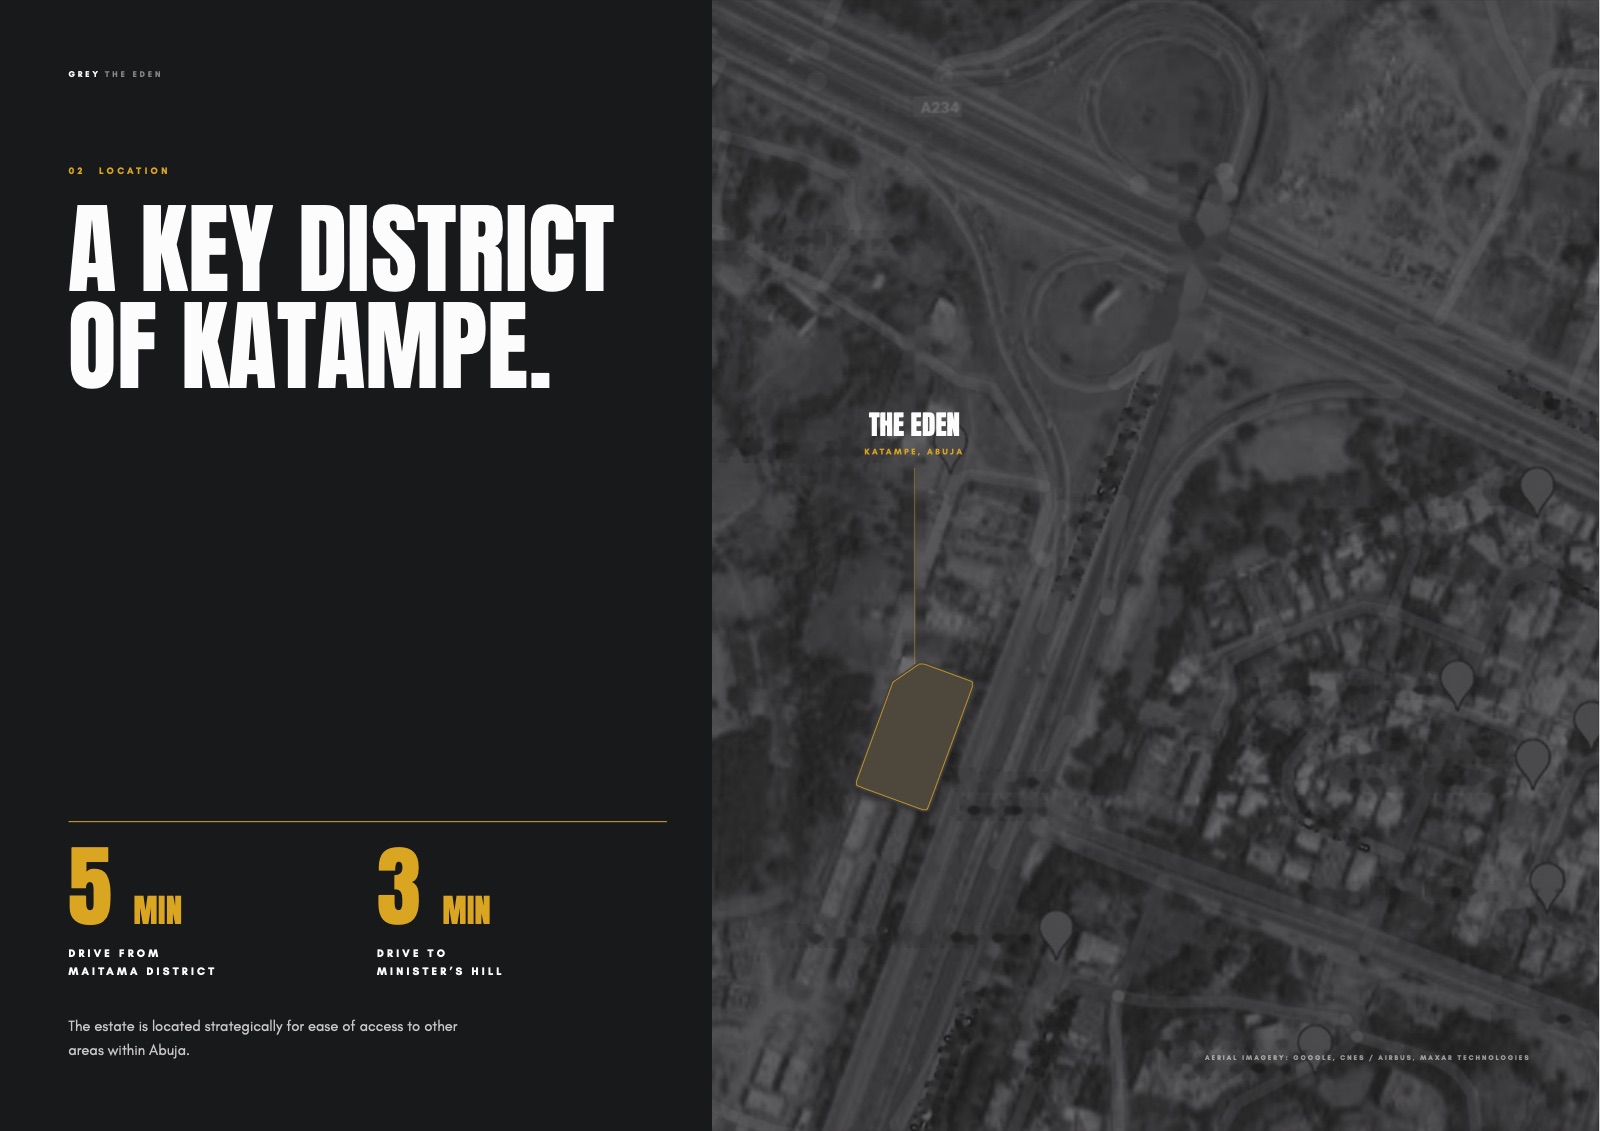 GREY THE EDEN
02 LOCATION
A KEY DISTRICT
OF KATAMPE.
5 MIN
DRIVE FROM
MAITAMA DISTRICT
3 MIN
DRIVE TO
MINISTER'S HILL
The estate is located strategically for ease of access to other
areas within Abuja.
A234
THE EDEN
KATAMPE, ABUJA
AERIAL IMAGERY: GOOGLE, CNES / AIRBUS, MAXAR TECHNOLOGIES